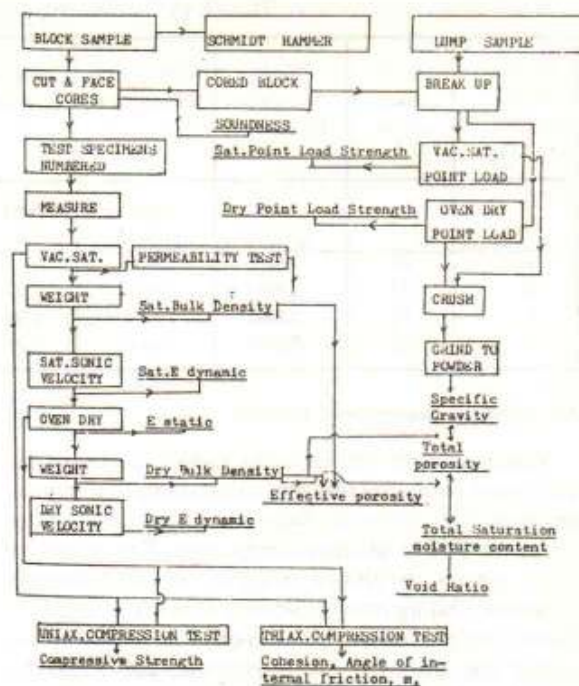 BLOCK SAMPLE
SCHMIDT HAMMER
LUMP SAMPLE
CUT & FACE
CORES
CORED BLOCK
BREAK UP
SOUNDNESS
TEST SPECIMENS
NUMBERED
Sat.Point Load Strength
VAC.SAT.
POINT LOAD
MEASURE
Dry Point Load Strength
OVEN DRY
POINT LOAD
VAC.SAT.
PERMEABILITY TEST
WEIGHT
Sat.Bulk Density
CRUSH
SAT.SONIC
VELOCITY
Sat.E dynamic
GRIND TO
POWDER
OVEN DRY
E static
Specific
Gravity
WEIGHT
Dry Bulk Density
Total
porosity
Effective porosity
DRY SONIC
VELOCITY
Dry E dynamic
Total Saturation
moisture content
Void Ratio
UNIAX.COMPRESSION TEST
TRIAX.COMPRESSION TEST
Compressive Strength
Cohesion, Angle of in-
ternal friction,